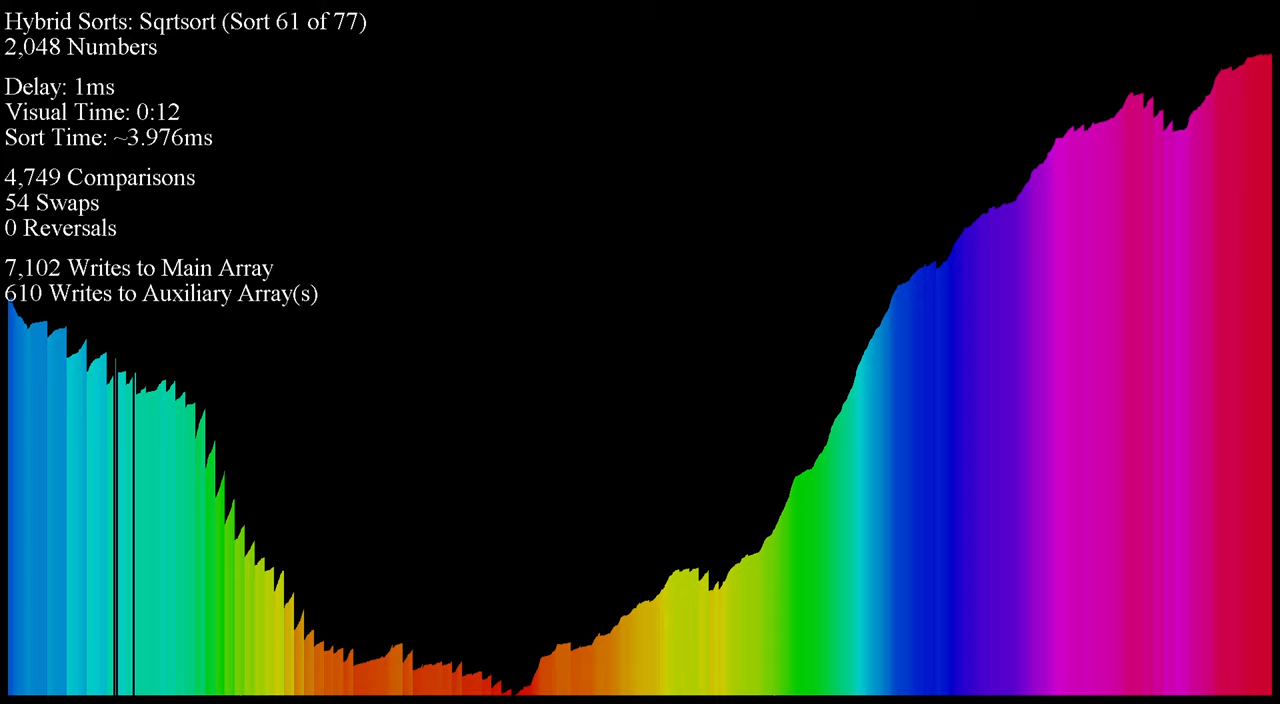 Hybrid Sorts: Sqrtsort (Sort 61 of 77)
2,048 Numbers
Delay: 1ms
Visual Time: 0:12
Sort Time: ~3.976ms
4,749 Comparisons
54 Swaps
0 Reversals
7,102 Writes to Main Array
610 Writes to Auxiliary Array(s)